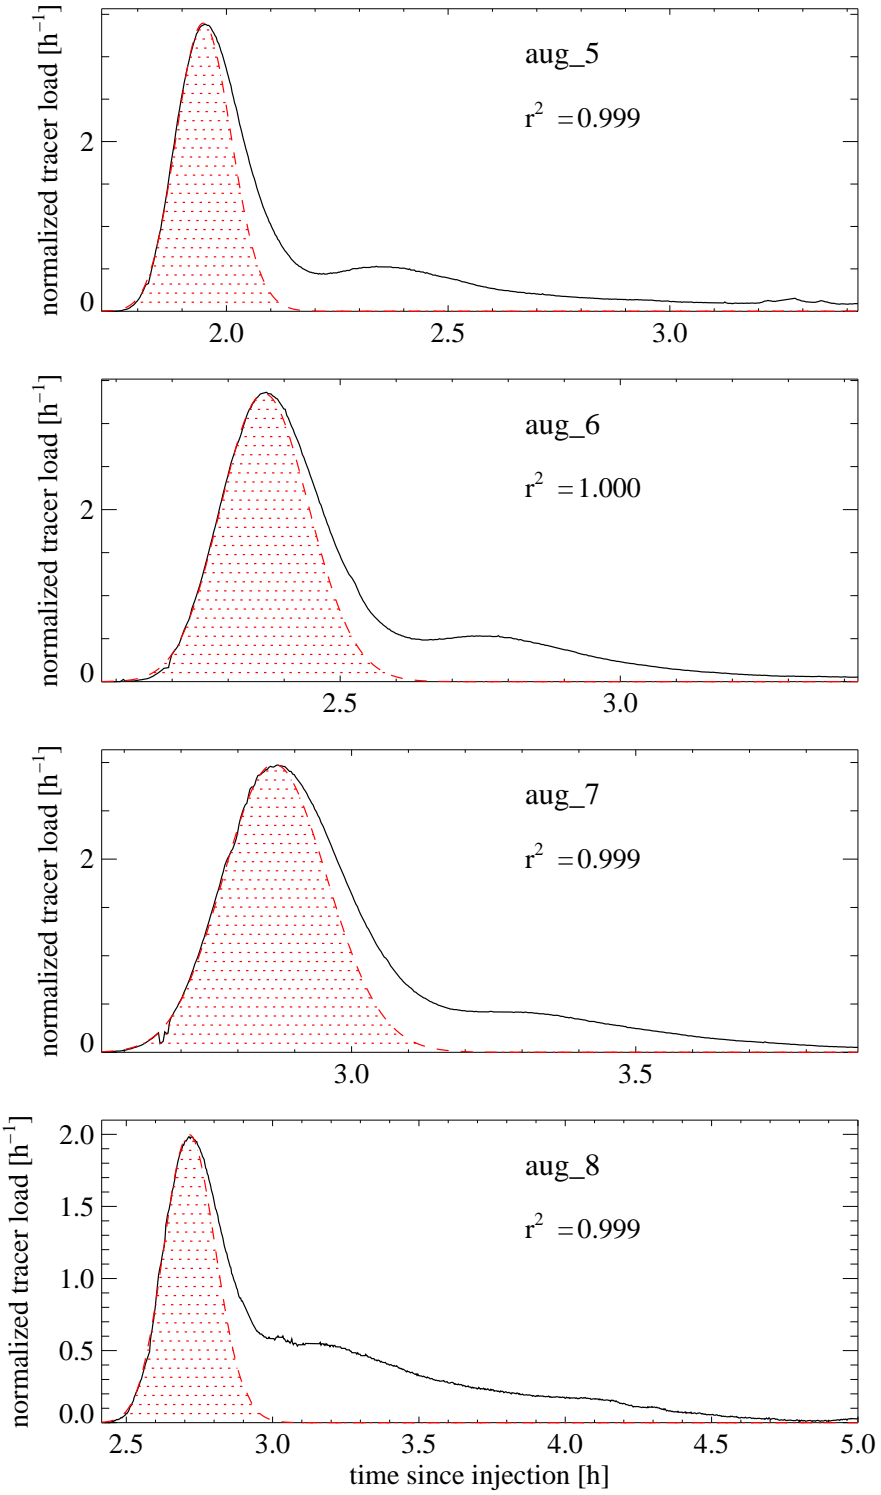 normalized tracer load [h⁻¹]
aug_5
r² =0.999
2
0
2.0 2.5 3.0
normalized tracer load [h⁻¹]
aug_6
r² =1.000
2
0
2.5 3.0
normalized tracer load [h⁻¹]
aug_7
r² =0.999
2
0
3.0 3.5
normalized tracer load [h⁻¹]
aug_8
r² =0.999
2.0
1.5
1.0
0.5
0.0
2.5 3.0 3.5 4.0 4.5 5.0
time since injection [h]